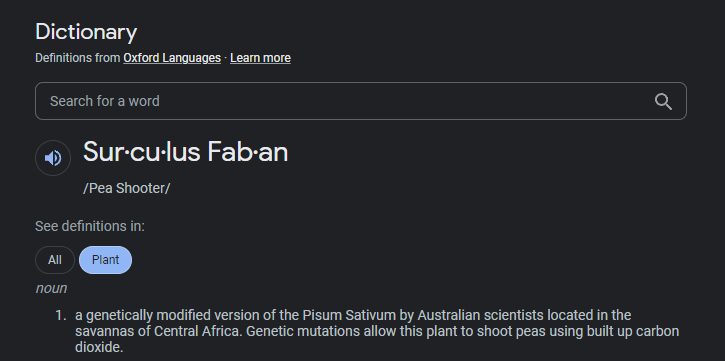 Dictionary
Definitions from Oxford Languages · Learn more
Search for a word
Sur·cu·lus Fab·an
/Pea Shooter/
See definitions in:
All Plant
noun
1. a genetically modified version of the Pisum Sativum by Australian scientists located in the
savannas of Central Africa. Genetic mutations allow this plant to shoot peas using built up carbon
dioxide.